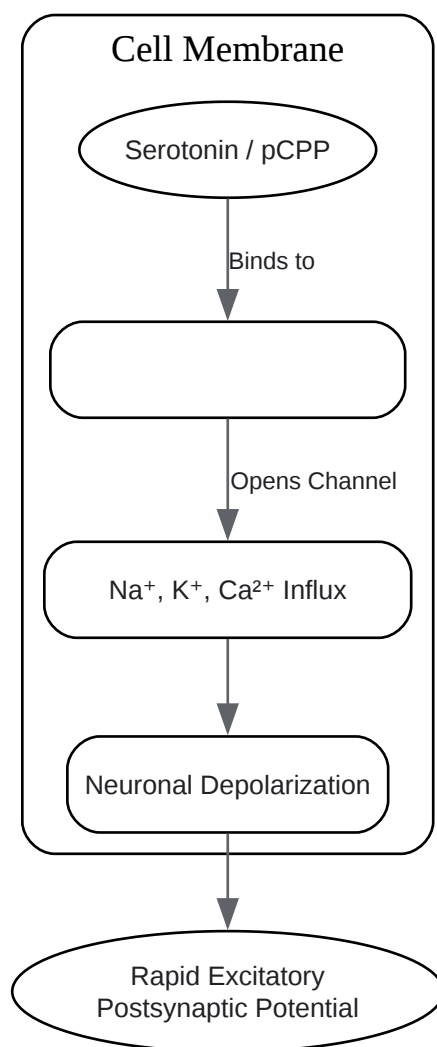 Cell Membrane
Serotonin / pCPP
Binds to
Opens Channel
Na⁺, K⁺, Ca²⁺ Influx
Neuronal Depolarization
Rapid Excitatory
Postsynaptic Potential